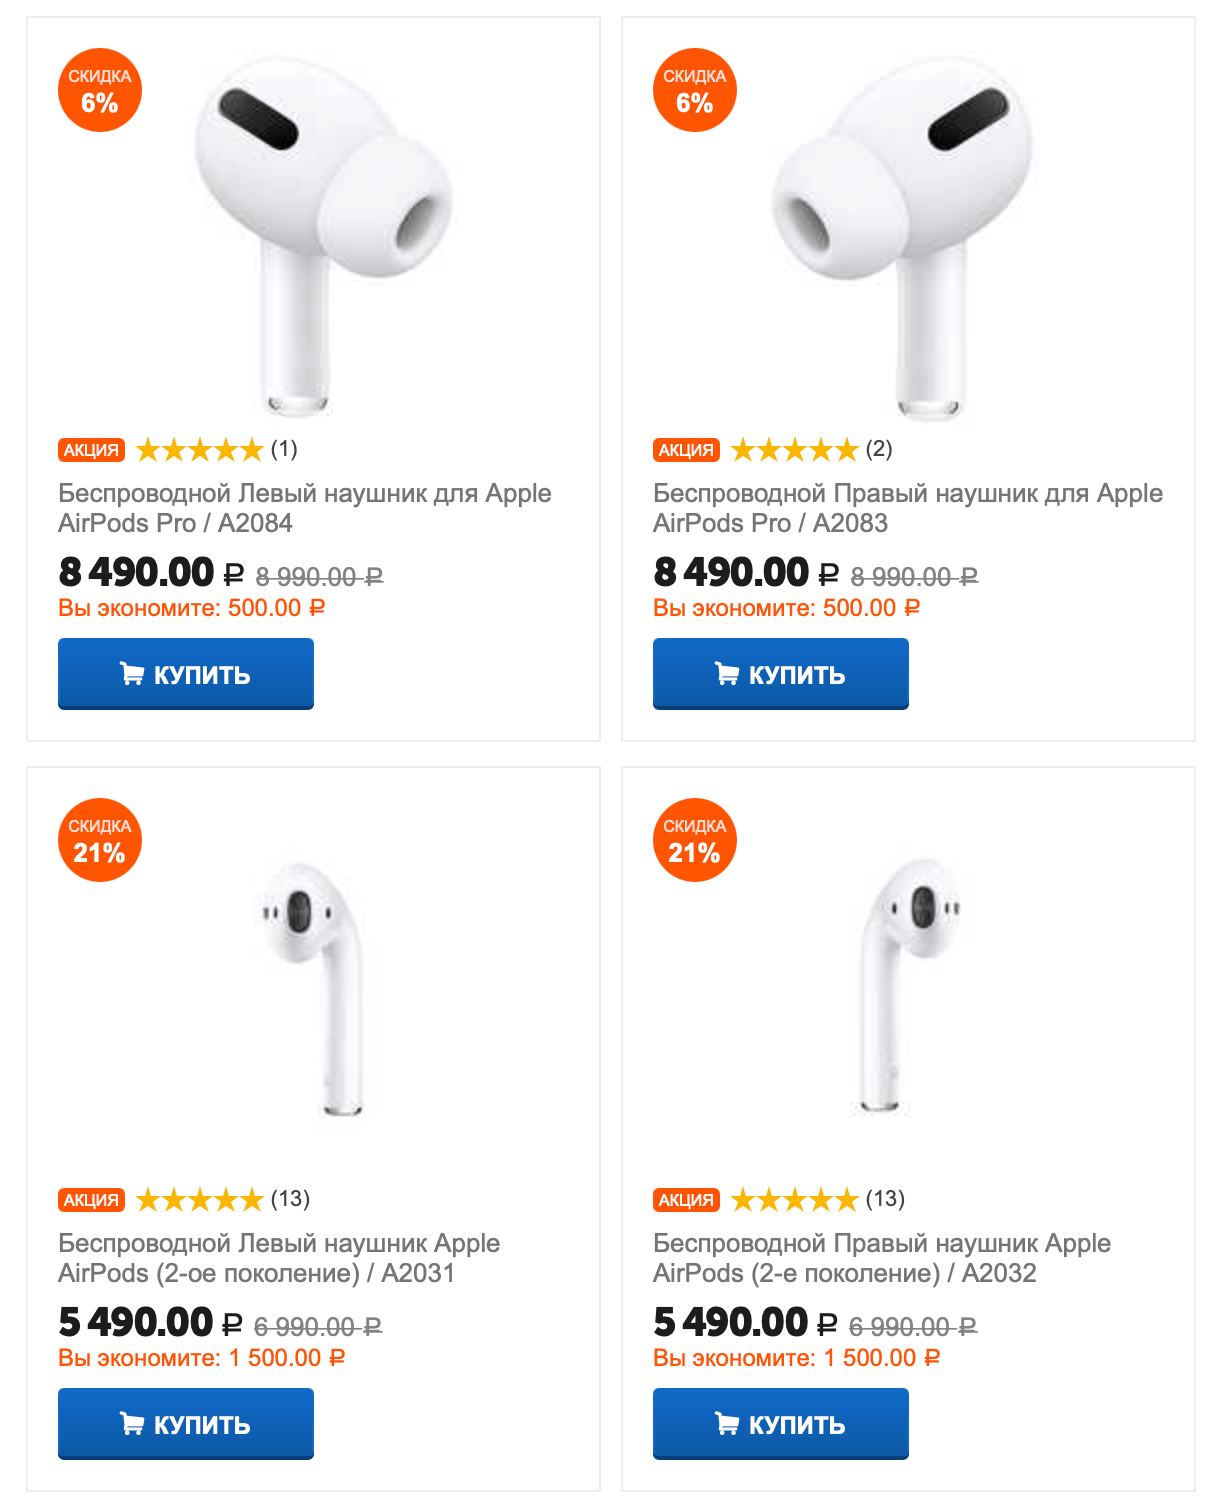 СКИДКА
6%
АКЦИЯ (1)
Беспроводной Левый наушник для Apple
AirPods Pro / A2084
8 490.00 ₽ 8 990.00 ₽
Вы экономите: 500.00 ₽
КУПИТЬ
СКИДКА
6%
АКЦИЯ (2)
Беспроводной Правый наушник для Apple
AirPods Pro / A2083
8 490.00 ₽ 8 990.00 ₽
Вы экономите: 500.00 ₽
КУПИТЬ
СКИДКА
21%
АКЦИЯ (13)
Беспроводной Левый наушник Apple
AirPods (2-ое поколение) / A2031
5 490.00 ₽ 6 990.00 ₽
Вы экономите: 1 500.00 ₽
КУПИТЬ
СКИДКА
21%
АКЦИЯ (13)
Беспроводной Правый наушник Apple
AirPods (2-е поколение) / A2032
5 490.00 ₽ 6 990.00 ₽
Вы экономите: 1 500.00 ₽
КУПИТЬ